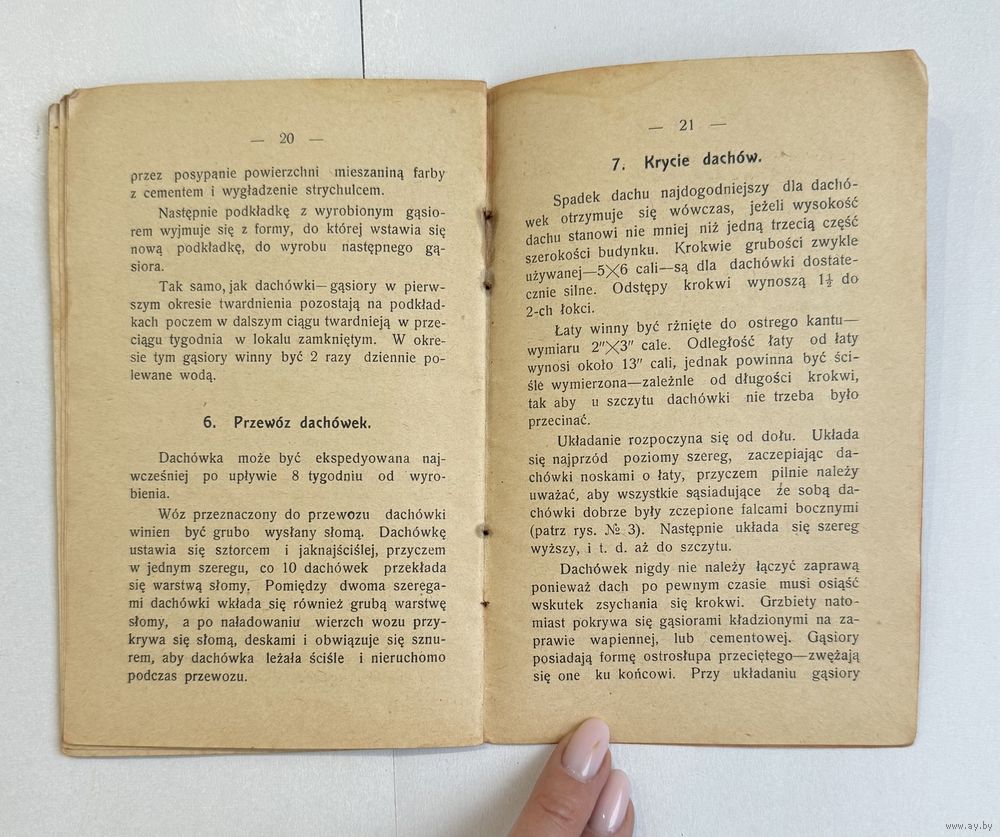 — 20 —
przez posypanie powierzchni mieszaniną farby
z cementem i wygładzenie strychulcem.
Następnie podkładkę z wyrobionym gąsio-
rem wyjmuje się z formy, do której wstawia się
nową podkładkę, do wyrobu następnego gą-
siora.
Tak samo, jak dachówki—gąsiory w pierw-
szym okresie twardnienia pozostają na podkład-
kach poczem w dalszym ciągu twardnieją w prze-
ciągu tygodnia w lokalu zamkniętym. W okre-
sie tym gąsiory winny być 2 razy dziennie po-
lewane wodą.
6. Przewóz dachówek.
Dachówka może być ekspedyowana naj-
wcześniej po upływie 8 tygodniu od wyro-
bienia.
Wóz przeznaczony do przewozu dachówki
winien być grubo wysłany słomą. Dachówkę
ustawia się sztorcem i jaknajściślej, przyczem
w jednym szeregu, co 10 dachówek przekłada
się warstwą słomy. Pomiędzy dwoma szerega-
mi dachówki wkłada się również grubą warstwę
słomy, a po naładowaniu wierzch wozu przy-
krywa się słomą, deskami i obwięzuje się sznu-
rem, aby dachówka leżała ściśle i nieruchomo
podczas przewozu.
— 21 —
7. Krycie dachów.
Spadek dachu najdogodniejszy dla dachó-
wek otrzymuje się wówczas, jeżeli wysokość
dachu stanowi nie mniej niż jedną trzecią część
szerokości budynku. Krokwie grubości zwykle
używanej—5×6 cali—są dla dachówki dostate-
cznie silne. Odstępy krokwi wynoszą 1½ do
2-ch łokci.
Łaty winny być rżnięte do ostrego kantu—
wymiaru 2"×3" cale. Odległość łaty od łaty
wynosi około 13" cali, jednak powinna być ści-
śle wymierzona—zależnie od długości krokwi,
tak aby u szczytu dachówki nie trzeba było
przecinać.
Układanie rozpoczyna się od dołu. Układa
się najprzód poziomy szereg, zaczepiając da-
chówki noskami o łaty, przyczem pilnie należy
uważać, aby wszystkie sąsiadujące źe sobą da-
chówki dobrze były zczepione falcami bocznymi
(patrz rys. № 3). Następnie układa się szereg
wyższy, i t. d. aż do szczytu.
Dachówek nigdy nie należy łączyć zaprawą
ponieważ dach po pewnym czasie musi osiąść
wskutek zsychania się krokwi. Grzbiety nato-
miast pokrywa się gąsiorami kładzionymi na za-
prawie wapiennej, lub cementowej. Gąsiory
posiadają formę ostrosłupa przeciętego—zwężają
się one ku końcowi. Przy układaniu gąsiory
www.ay.by